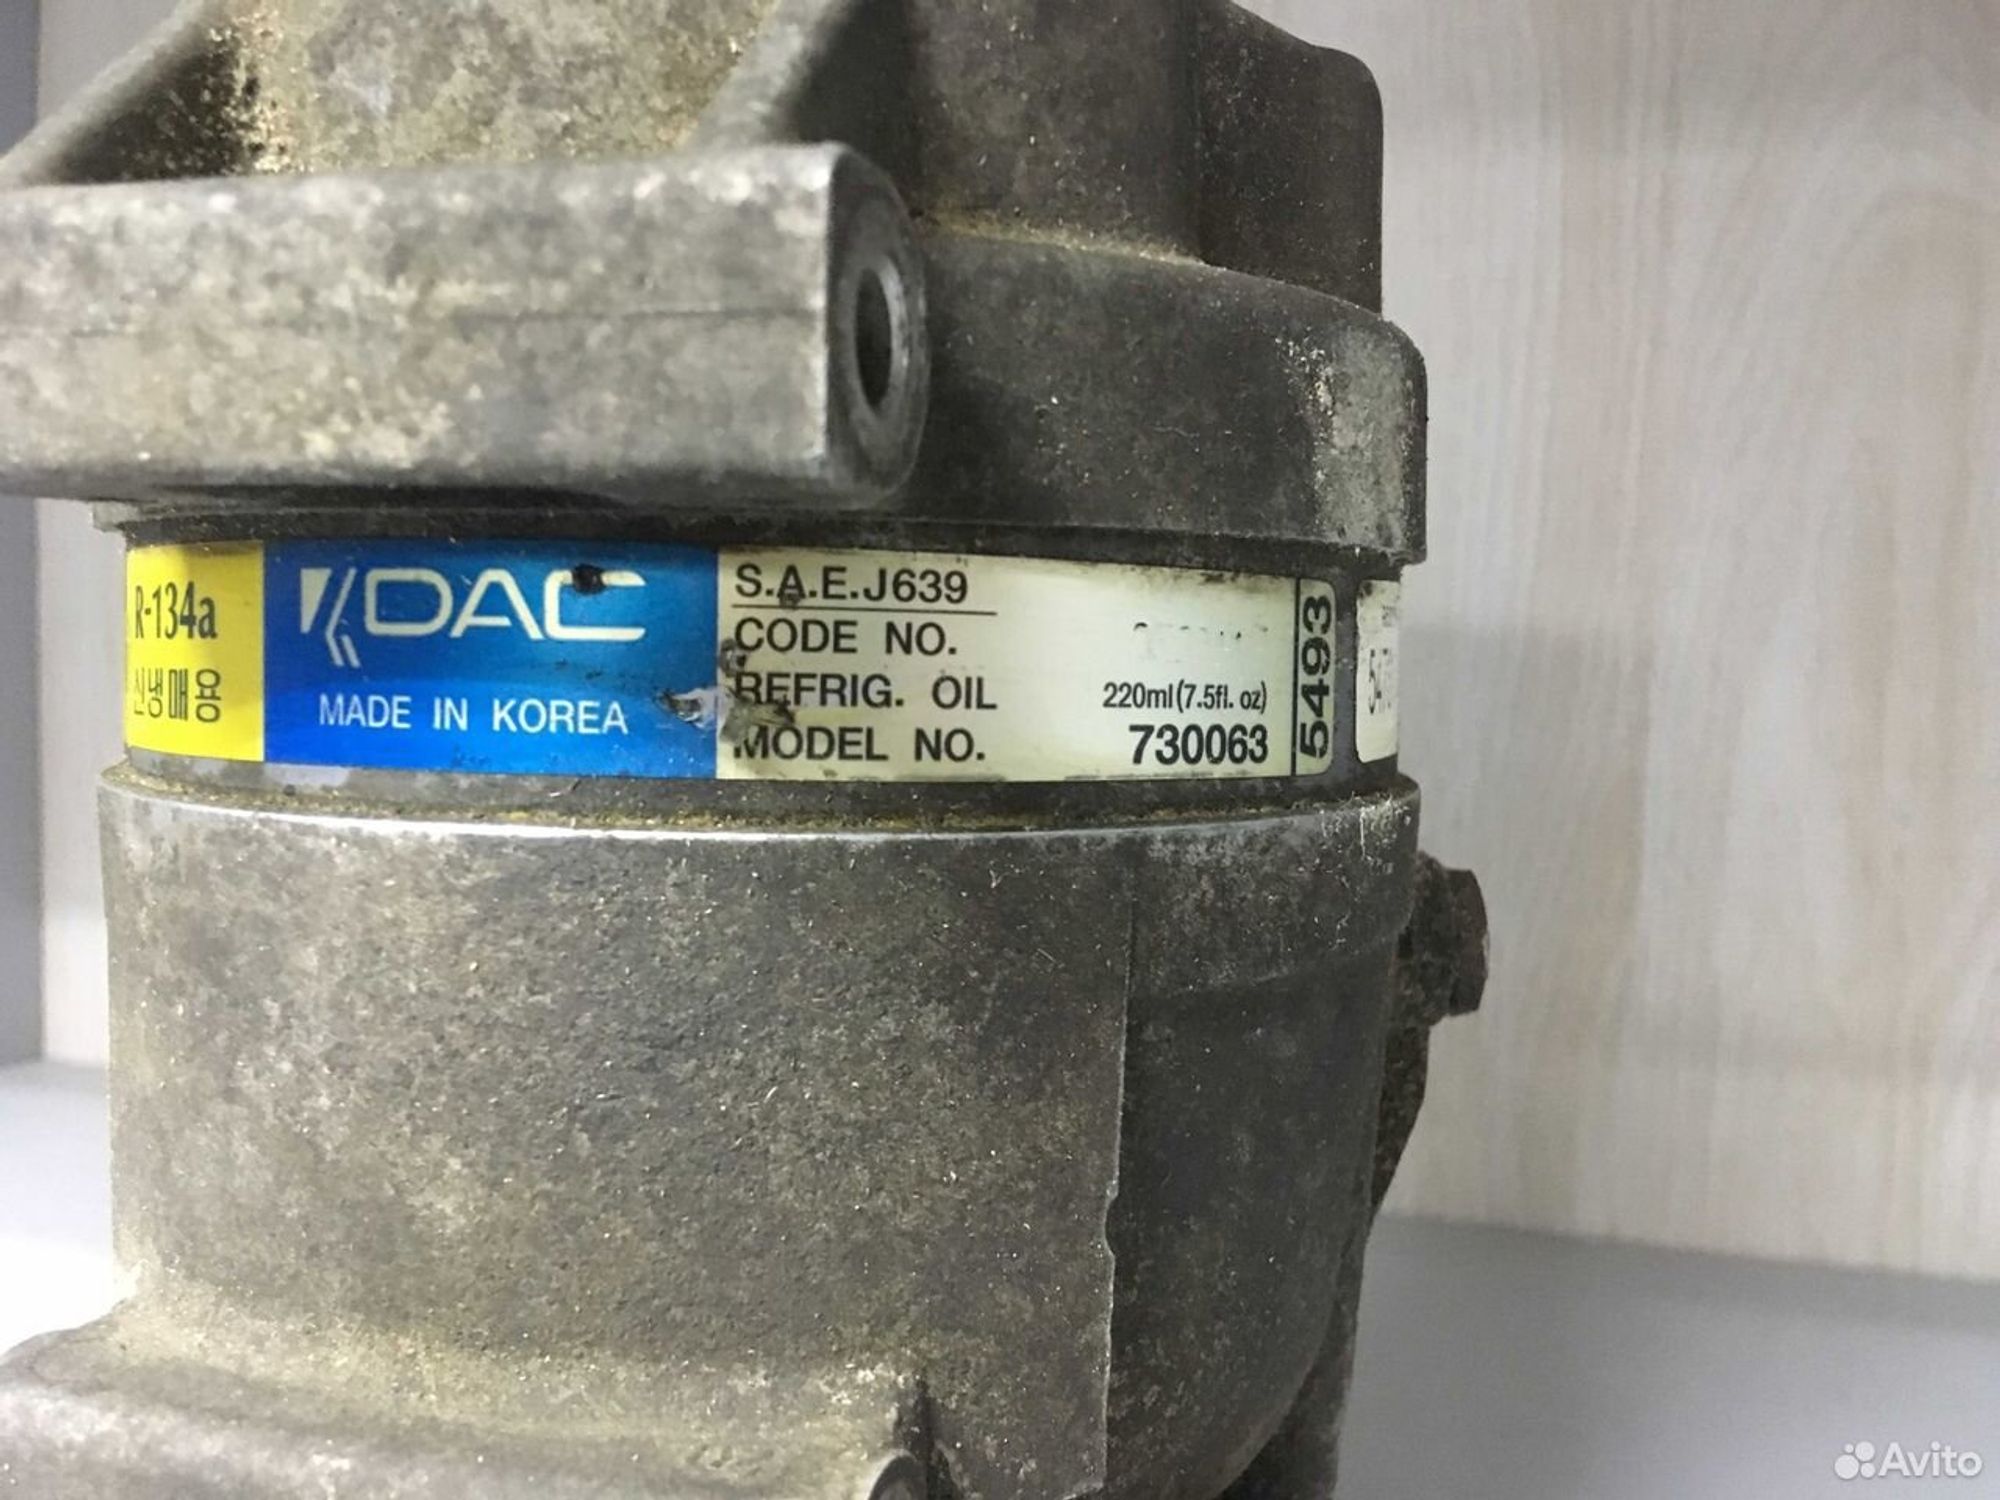 R-134a
신냉매용
KDAC
MADE IN KOREA
S.A.E.J639
CODE NO.
REFRIG. OIL 220ml(7.5fl. oz)
MODEL NO. 730063
5493
Avito